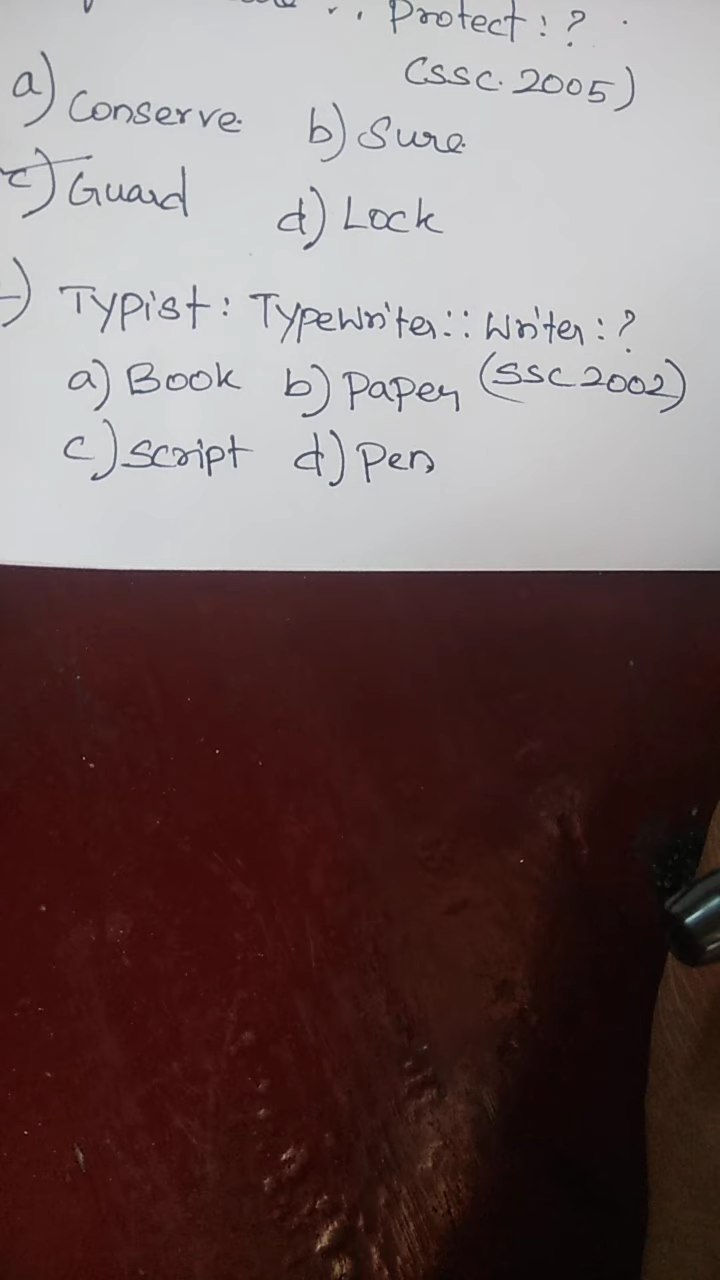 :: Protect : ?
(SSC. 2005)
a) Conserve b) Sure
c) Guard d) Lock
Typist : Typewriter :: Writer : ?
a) Book b) Paper (SSC 2002)
c) Script d) Pen